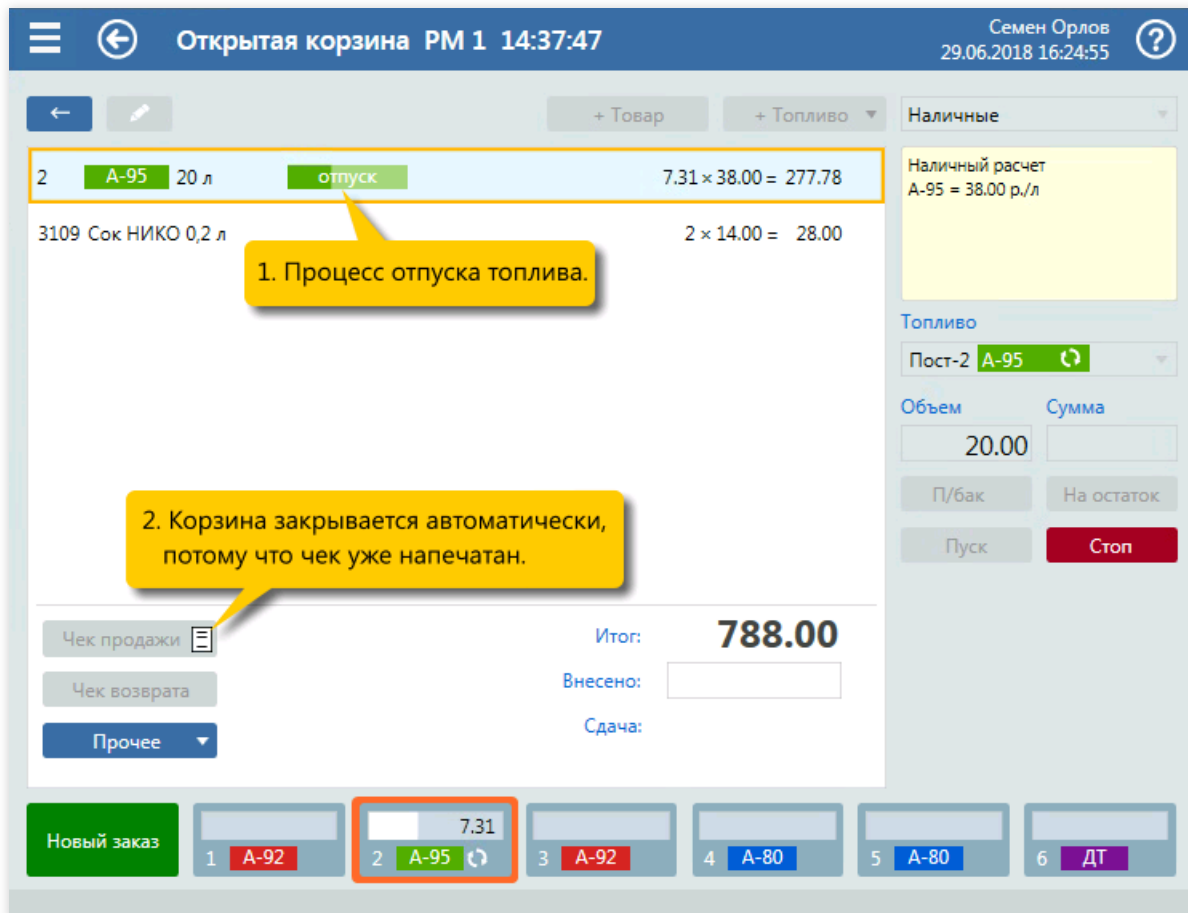 Открытая корзина РМ 1 14:37:47
Семен Орлов
29.06.2018 16:24:55
?
+ Товар
+ Топливо
Наличные
2 А-95 20 л отпуск 7.31 × 38.00 = 277.78
3109 Сок НИКО 0,2 л 2 × 14.00 = 28.00
Наличный расчет
А-95 = 38.00 р./л
1. Процесс отпуска топлива.
Топливо
Пост-2 А-95
Объем Сумма
20.00
П/бак На остаток
Пуск Стоп
2. Корзина закрывается автоматически,
потому что чек уже напечатан.
Чек продажи
Чек возврата
Прочее
Итог: 788.00
Внесено:
Сдача:
Новый заказ
1 А-92
7.31
2 А-95
3 А-92
4 А-80
5 А-80
6 ДТ